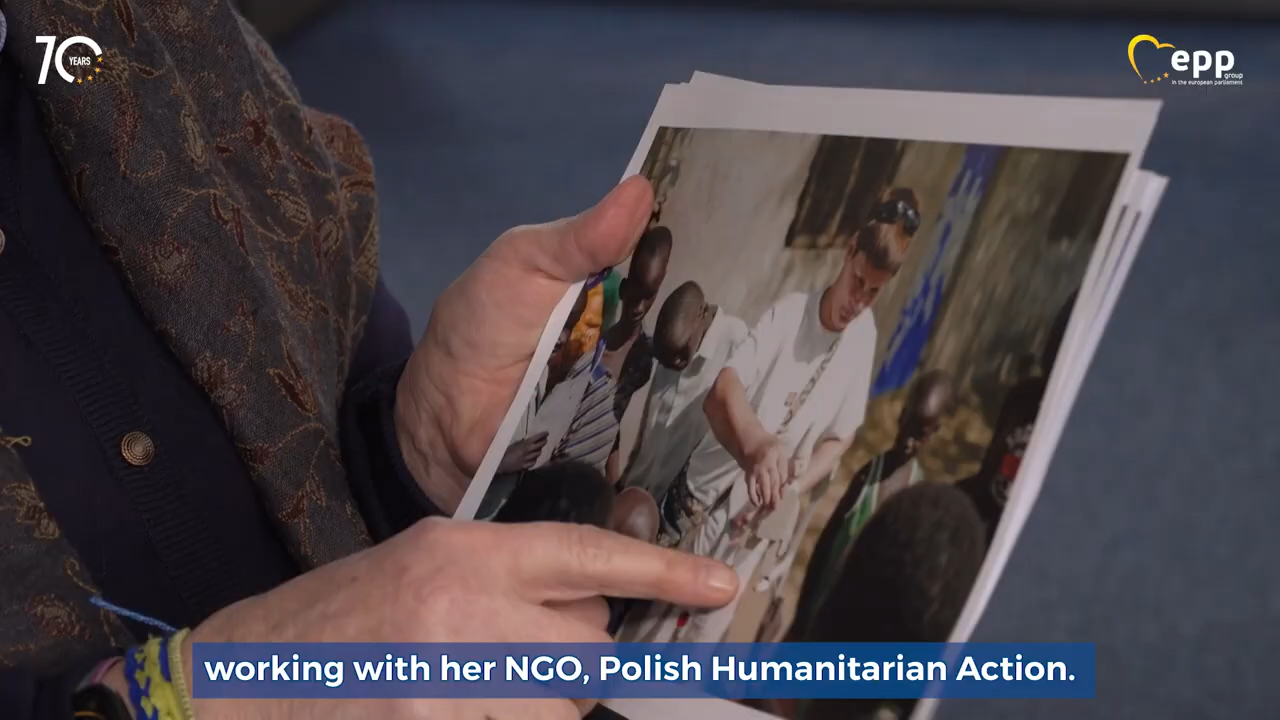 70 YEARS
epp
group
in the european parliament
working with her NGO, Polish Humanitarian Action.